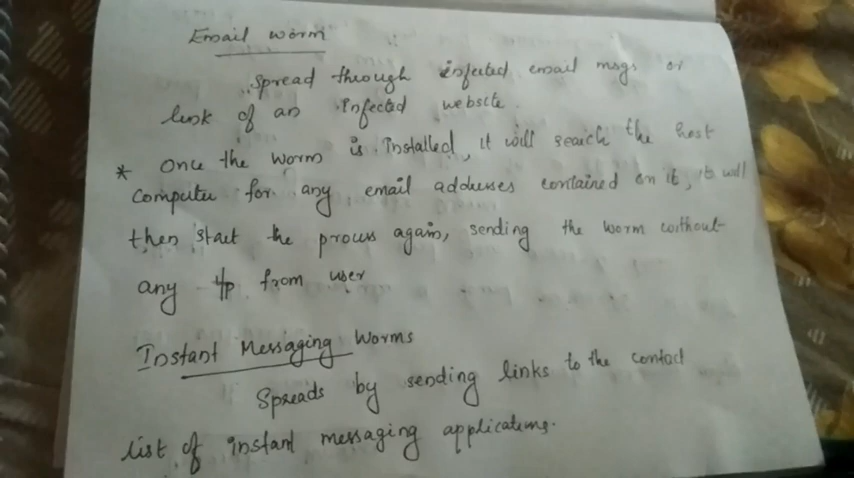 Email worm
Spread through infected email msgs or
link of an infected website.
* Once the worm is installed, it will search the host
computer for any email addresses contained on it, it will
then start the process again, sending the worm without
any i/p from user
Instant Messaging Worms
Spreads by sending links to the contact
list of instant messaging applications.